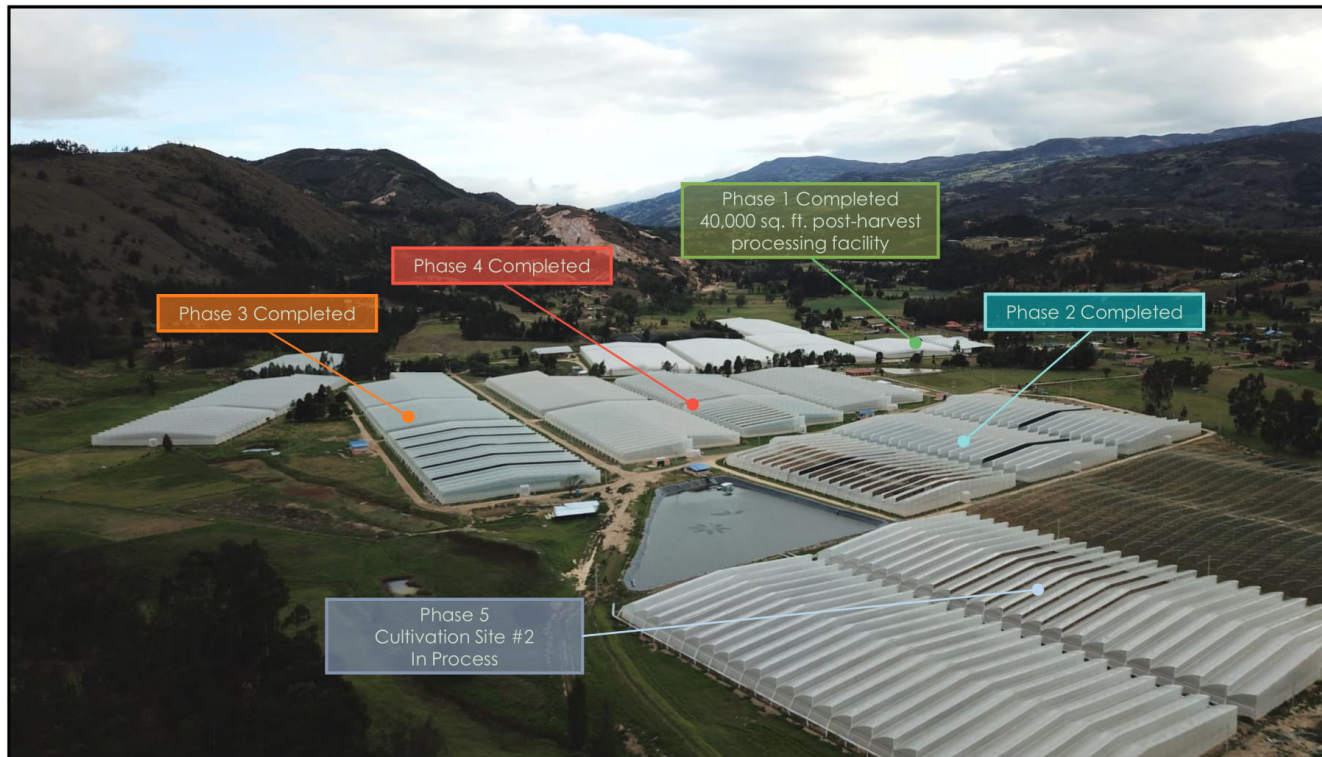 Phase 1 Completed
40,000 sq. ft. post-harvest
processing facility
Phase 4 Completed
Phase 3 Completed
Phase 2 Completed
Phase 5
Cultivation Site #2
In Process